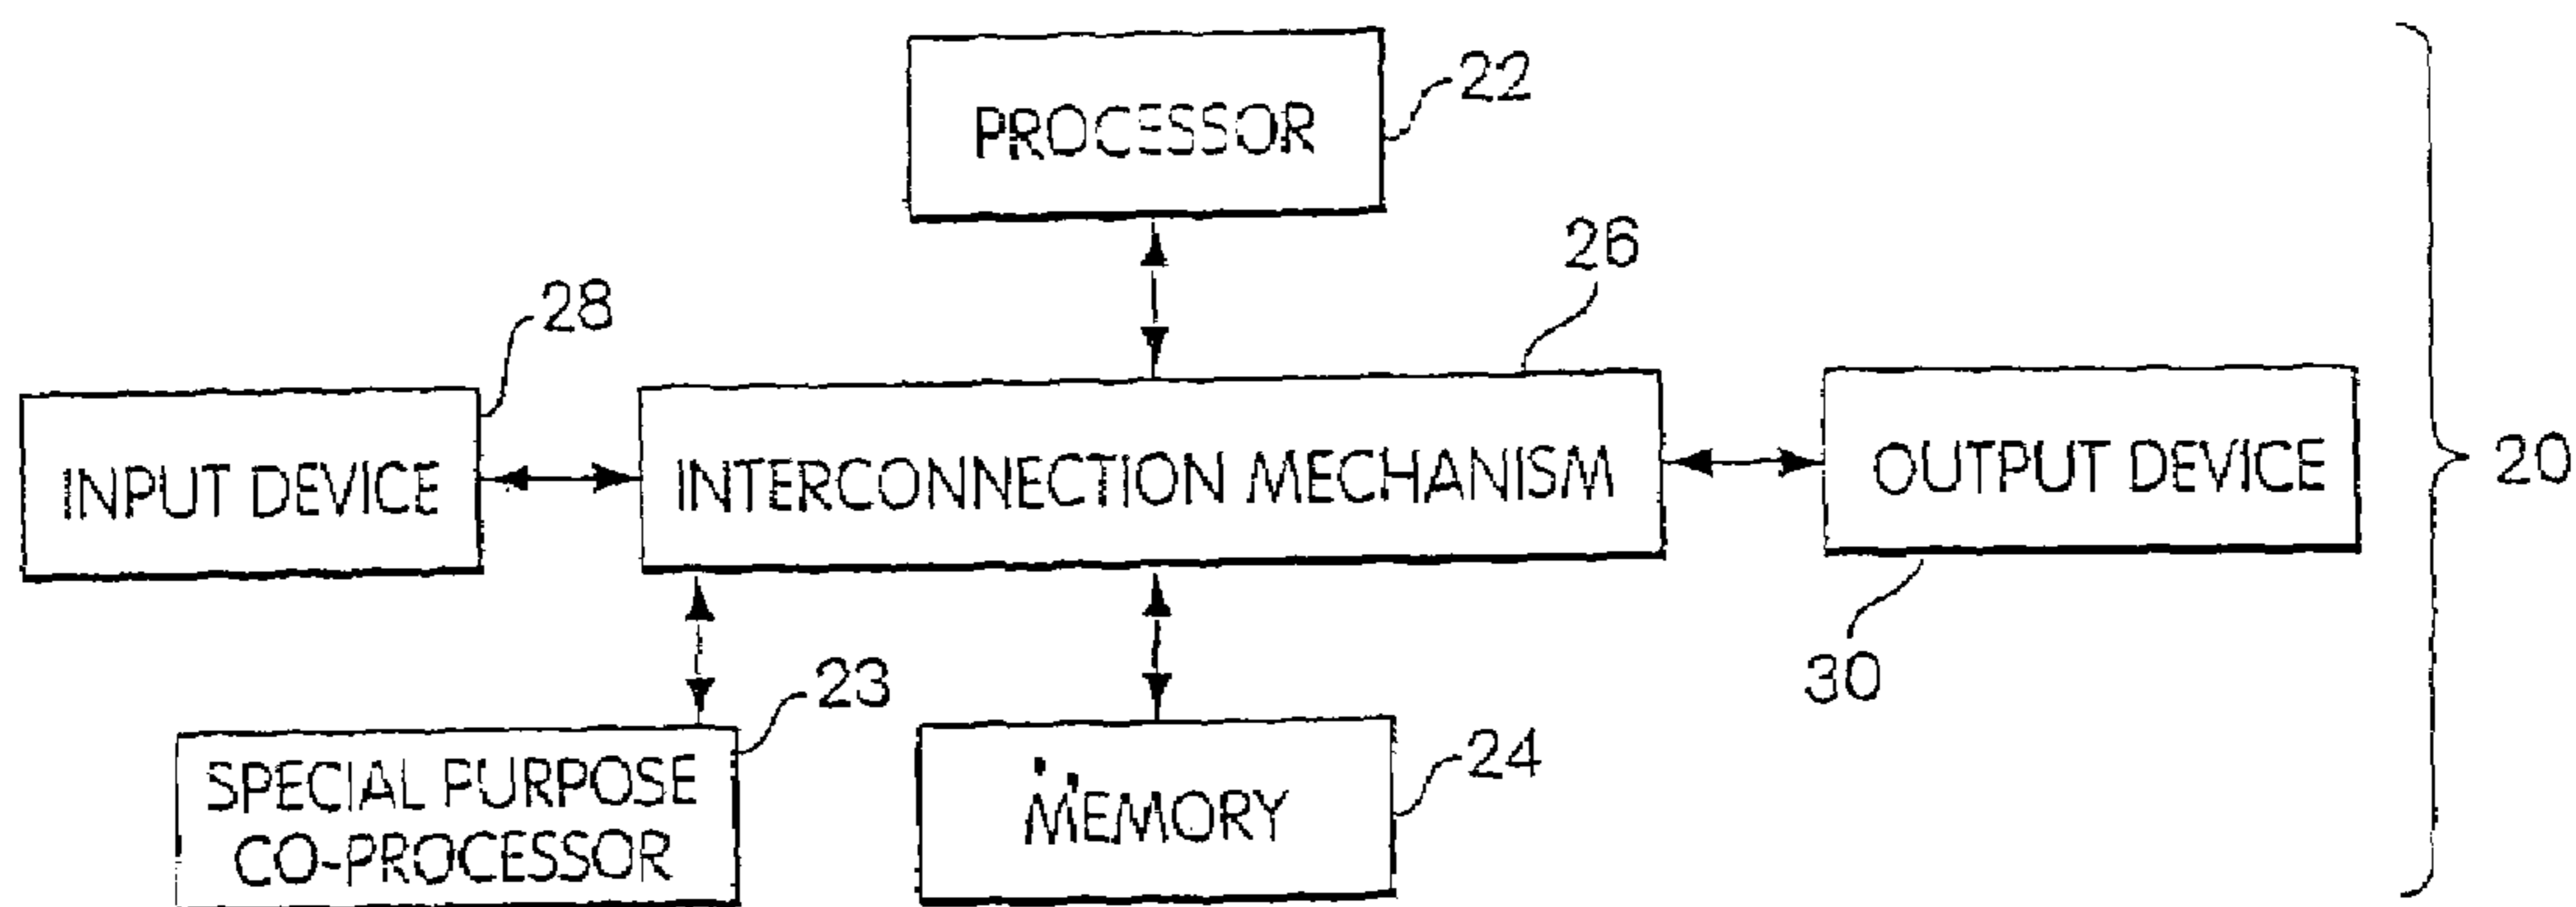 PROCESSOR
22
26
28
INPUT DEVICE
INTERCONNECTION MECHANISM
OUTPUT DEVICE
20
30
23
SPECIAL PURPOSE
CO-PROCESSOR
MEMORY
24